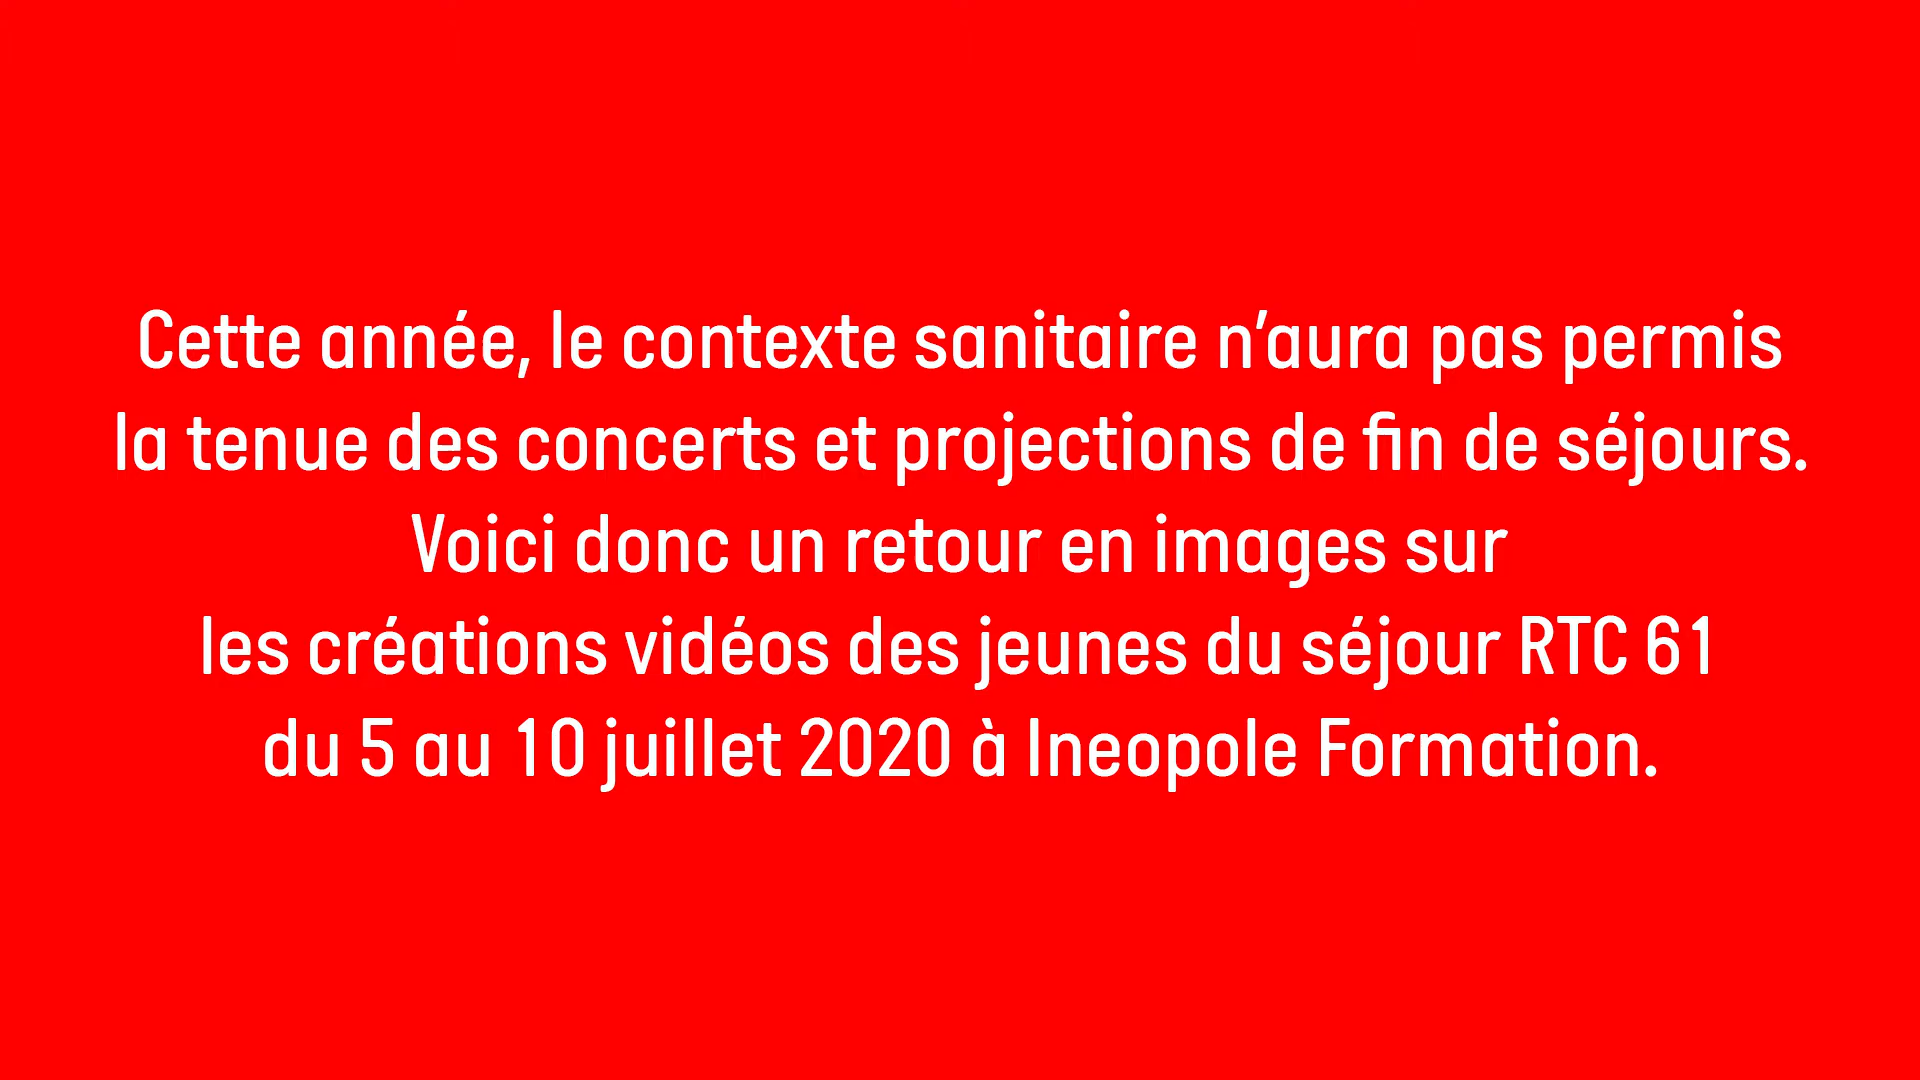 Cette année, le contexte sanitaire n’aura pas permis
la tenue des concerts et projections de fin de séjours.
Voici donc un retour en images sur
les créations vidéos des jeunes du séjour RTC 61
du 5 au 10 juillet 2020 à Ineopole Formation.